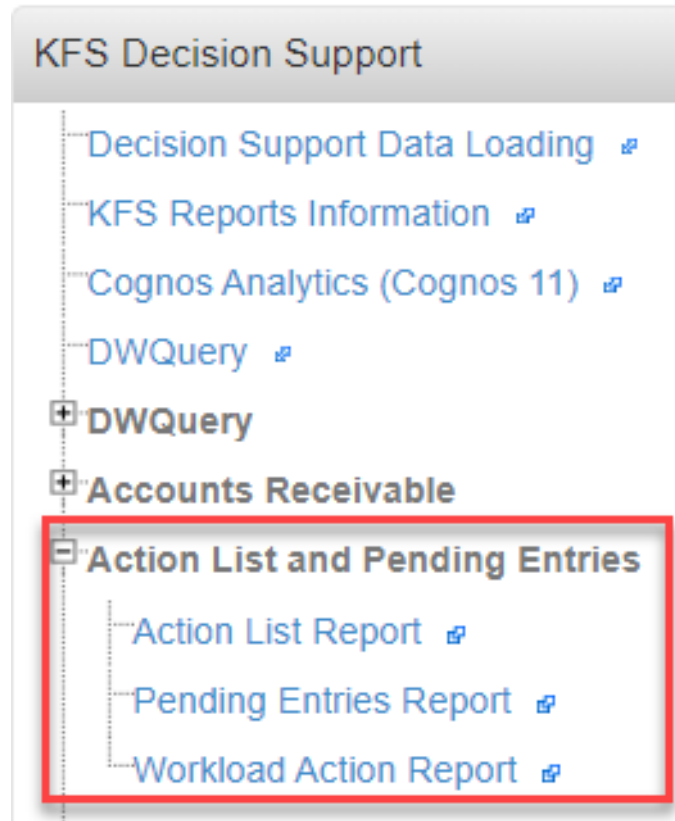 KFS Decision Support
Decision Support Data Loading
KFS Reports Information
Cognos Analytics (Cognos 11)
DWQuery
DWQuery
Accounts Receivable
Action List and Pending Entries
Action List Report
Pending Entries Report
Workload Action Report